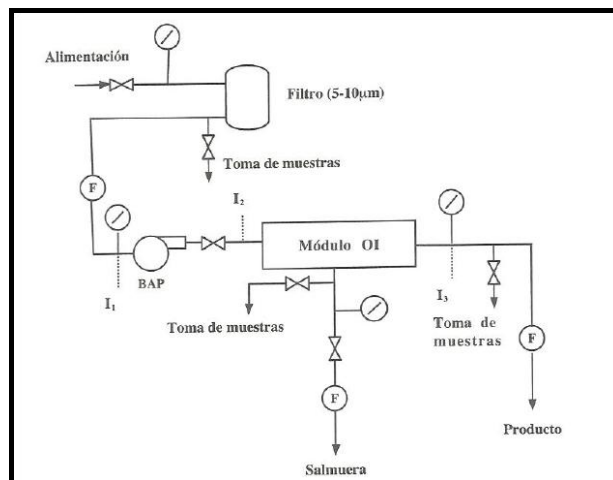 Alimentación
Filtro (5-10µm)
Toma de muestras
F
I₂
Módulo OI
BAP
I₁
I₃
Toma de muestras
Toma de
muestras
F
F
Producto
Salmuera